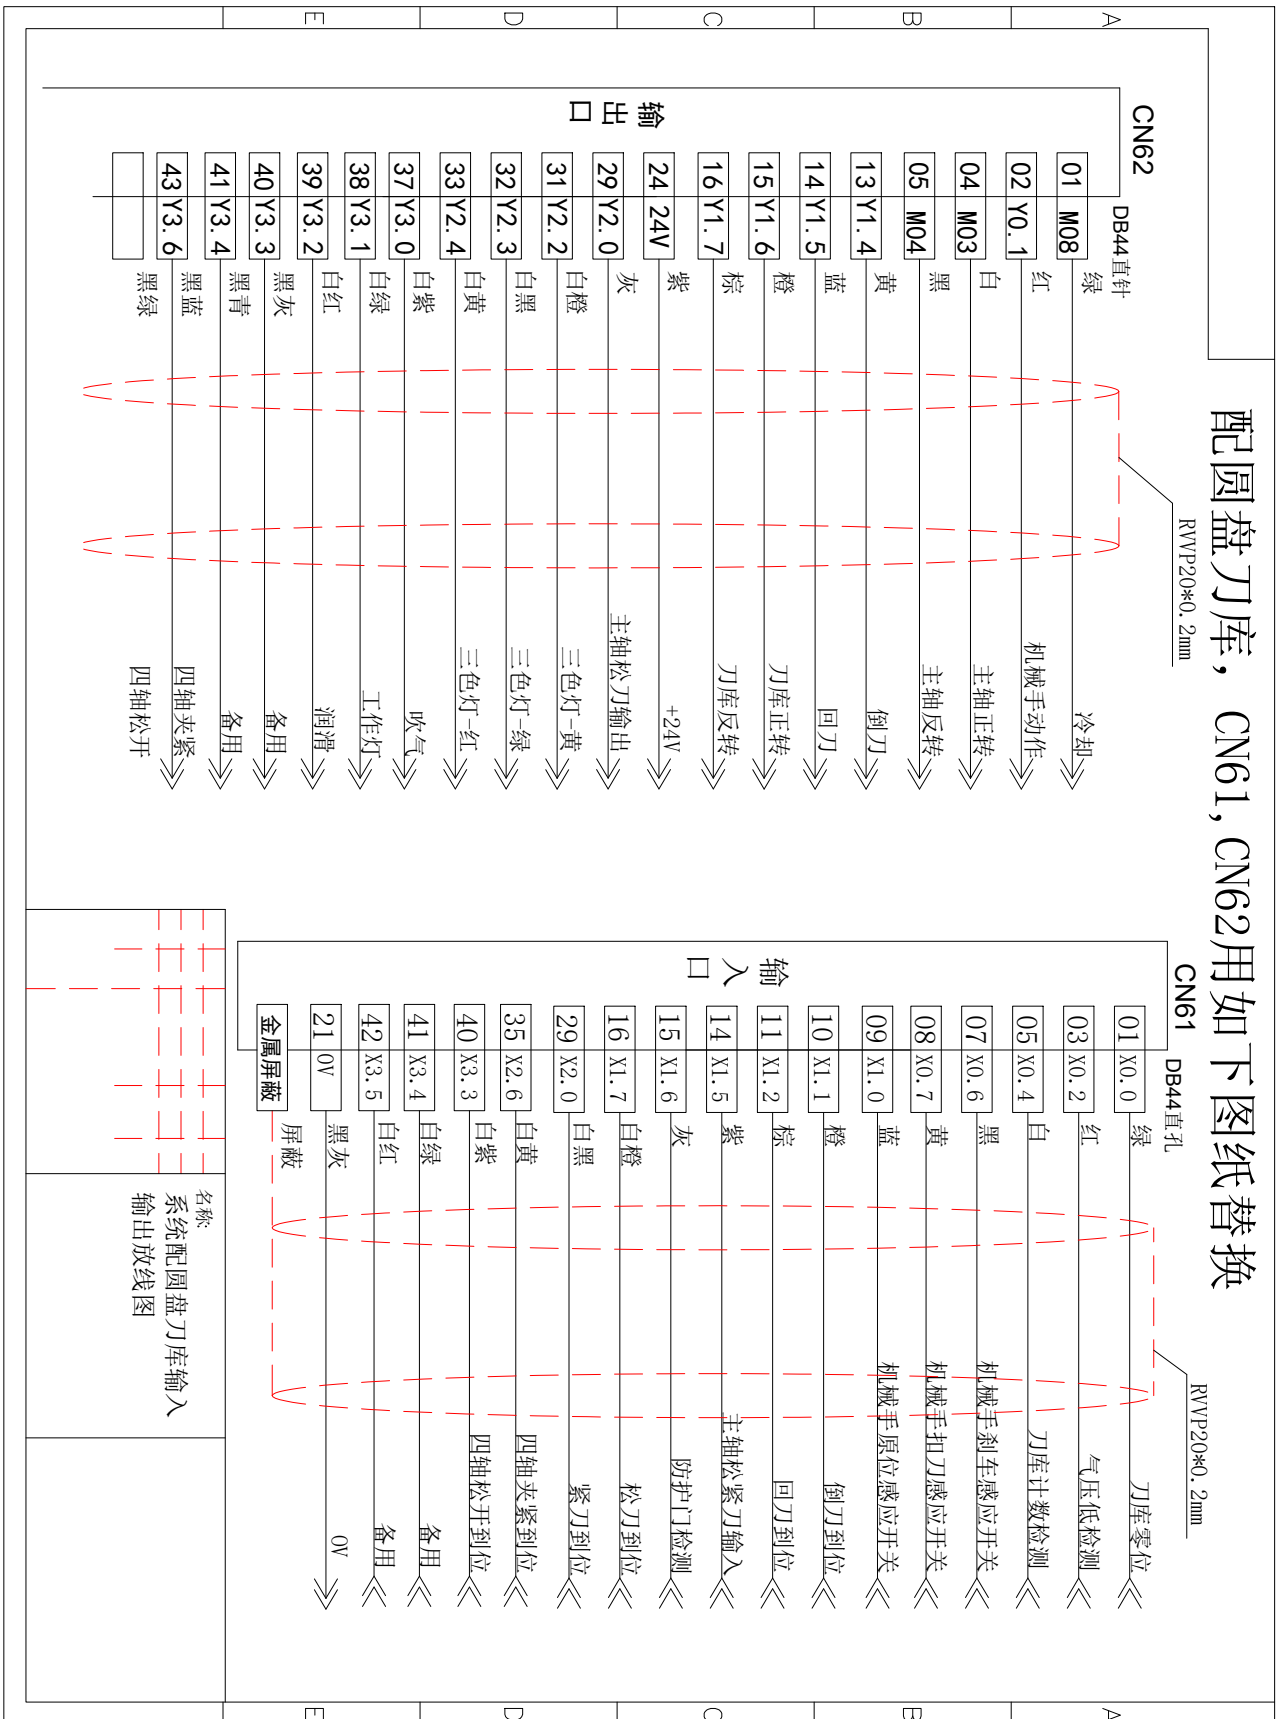 配圆盘刀库，CN61,CN62用如下图纸替换
A
B
C
D
E
CN62
DB44直针
输出口
01 M08 绿 冷却
02 Y0.1 红 机械手动作
04 M03 白 主轴正转
05 M04 黑 主轴反转
13 Y1.4 黄 倒刀
14 Y1.5 蓝 回刀
15 Y1.6 橙 刀库正转
16 Y1.7 棕 刀库反转
24 24V 紫 +24V
29 Y2.0 灰 主轴松刀输出
31 Y2.2 白橙 三色灯-黄
32 Y2.3 白黑 三色灯-绿
33 Y2.4 白黄 三色灯-红
37 Y3.0 白紫 吹气
38 Y3.1 白绿 工作灯
39 Y3.2 白红 润滑
40 Y3.3 黑灰 备用
41 Y3.4 黑青 备用
43 Y3.6 黑蓝 四轴夹紧
黑绿 四轴松开
RVVP20*0.2mm
CN61
DB44直孔
输入口
01 X0.0 绿 刀库零位
03 X0.2 红 气压低检测
05 X0.4 白 刀库计数检测
07 X0.6 黑 机械手刹车感应开关
08 X0.7 黄 机械手扣刀感应开关
09 X1.0 蓝 机械手原位感应开关
10 X1.1 橙 倒刀到位
11 X1.2 棕 回刀到位
14 X1.5 紫 主轴松紧刀输入
15 X1.6 灰 防护门检测
16 X1.7 白橙 松刀到位
29 X2.0 白黑 紧刀到位
35 X2.6 白黄 四轴夹紧到位
40 X3.3 白紫 四轴松开到位
41 X3.4 白绿 备用
42 X3.5 白红 备用
21 0V 黑灰 0V
金属屏蔽 屏蔽
RVVP20*0.2mm
名称:
系统配圆盘刀库输入
输出放线图
A
B
C
D
E